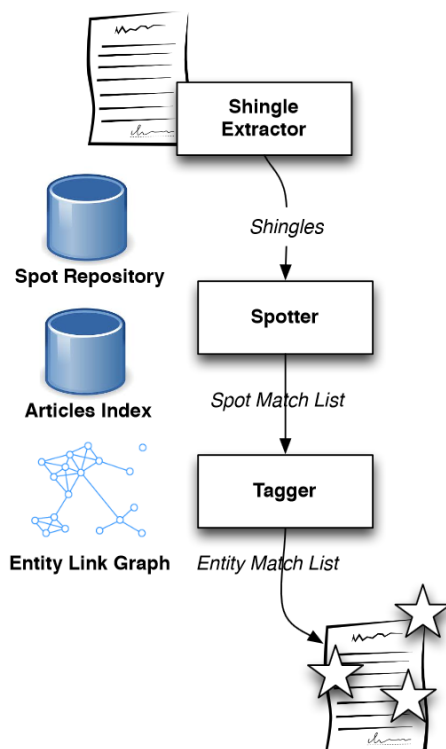 Shingle
Extractor
Shingles
Spot Repository
Spotter
Articles Index
Spot Match List
Tagger
Entity Link Graph
Entity Match List